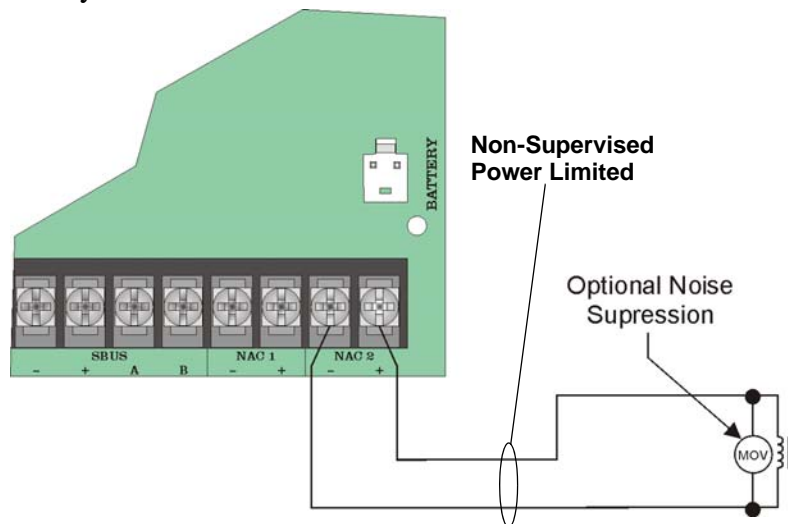 BATTERY
Non-Supervised
Power Limited
Optional Noise
Supression
MOV
SBUS NAC 1 NAC 2
- + A B - + - +